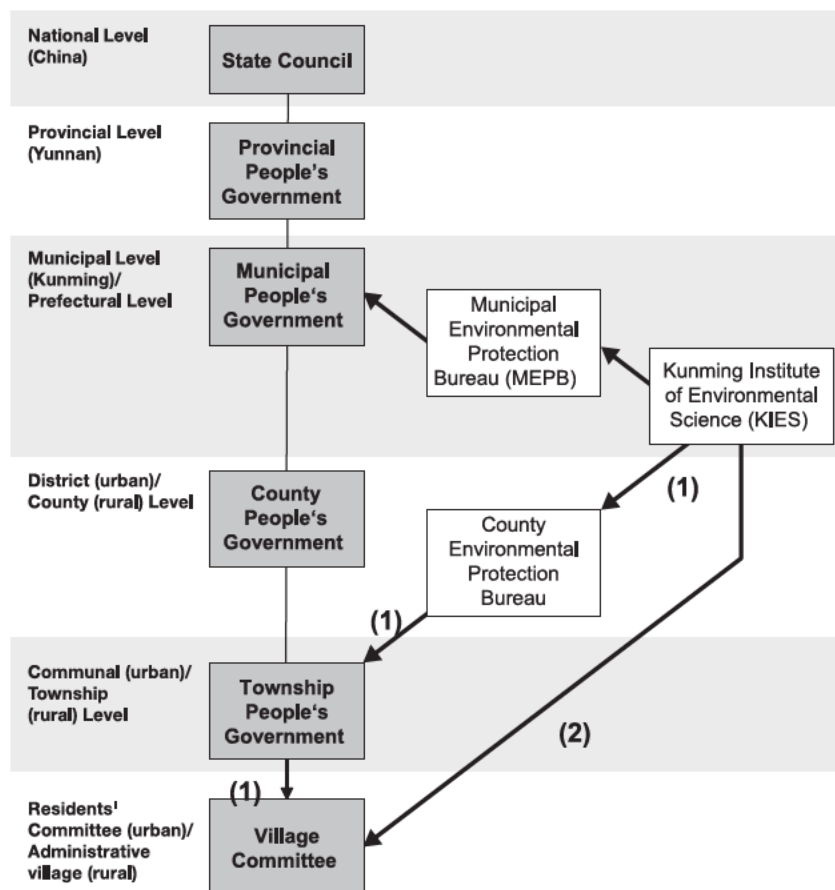 National Level
(China)
State Council
Provincial Level
(Yunnan)
Provincial
People's
Government
Municipal Level
(Kunming)/
Prefectural Level
Municipal
People's
Government
Municipal
Environmental
Protection
Bureau (MEPB)
Kunming Institute
of Environmental
Science (KIES)
District (urban)/
County (rural) Level
County
People‘s
Government
(1)
County
Environmental
Protection
Bureau
(1)
Communal (urban)/
Township
(rural) Level
Township
People's
Government
(2)
(1)
Residents'
Committee (urban)/
Administrative
village (rural)
Village
Committee